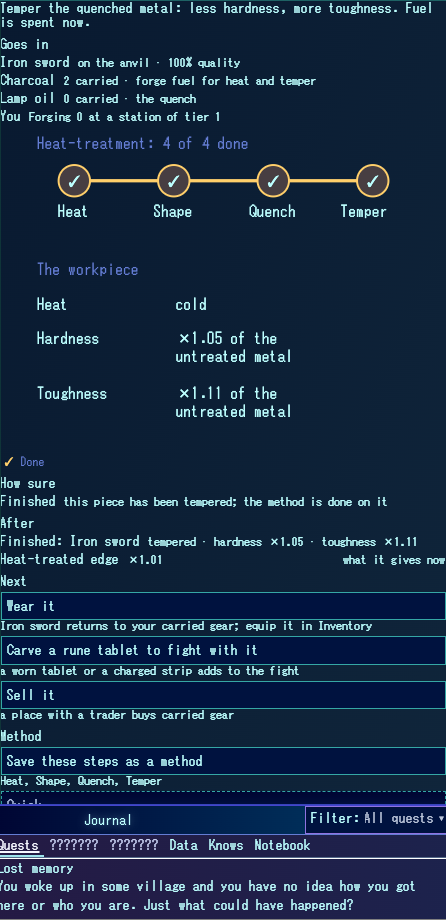 Temper the quenched metal: less hardness, more toughness. Fuel
is spent now.
Goes in
Iron sword on the anvil · 100% quality
Charcoal 2 carried · forge fuel for heat and temper
Lamp oil 0 carried · the quench
You Forging 0 at a station of tier 1
Heat-treatment: 4 of 4 done
✓ ✓ ✓ ✓
Heat Shape Quench Temper
The workpiece
Heat cold
Hardness ×1.05 of the
untreated metal
Toughness ×1.11 of the
untreated metal
✓ Done
How sure
Finished this piece has been tempered; the method is done on it
After
Finished: Iron sword tempered · hardness ×1.05 · toughness ×1.11
Heat-treated edge ×1.01 what it gives now
Next
Wear it
Iron sword returns to your carried gear; equip it in Inventory
Carve a rune tablet to fight with it
a worn tablet or a charged strip adds to the fight
Sell it
a place with a trader buys carried gear
Method
Save these steps as a method
Heat, Shape, Quench, Temper
Journal Filter: All quests ▾
Quests ??????? ??????? Data Knows Notebook
Lost memory
You woke up in some village and you have no idea how you got
here or who you are. Just what could have happened?